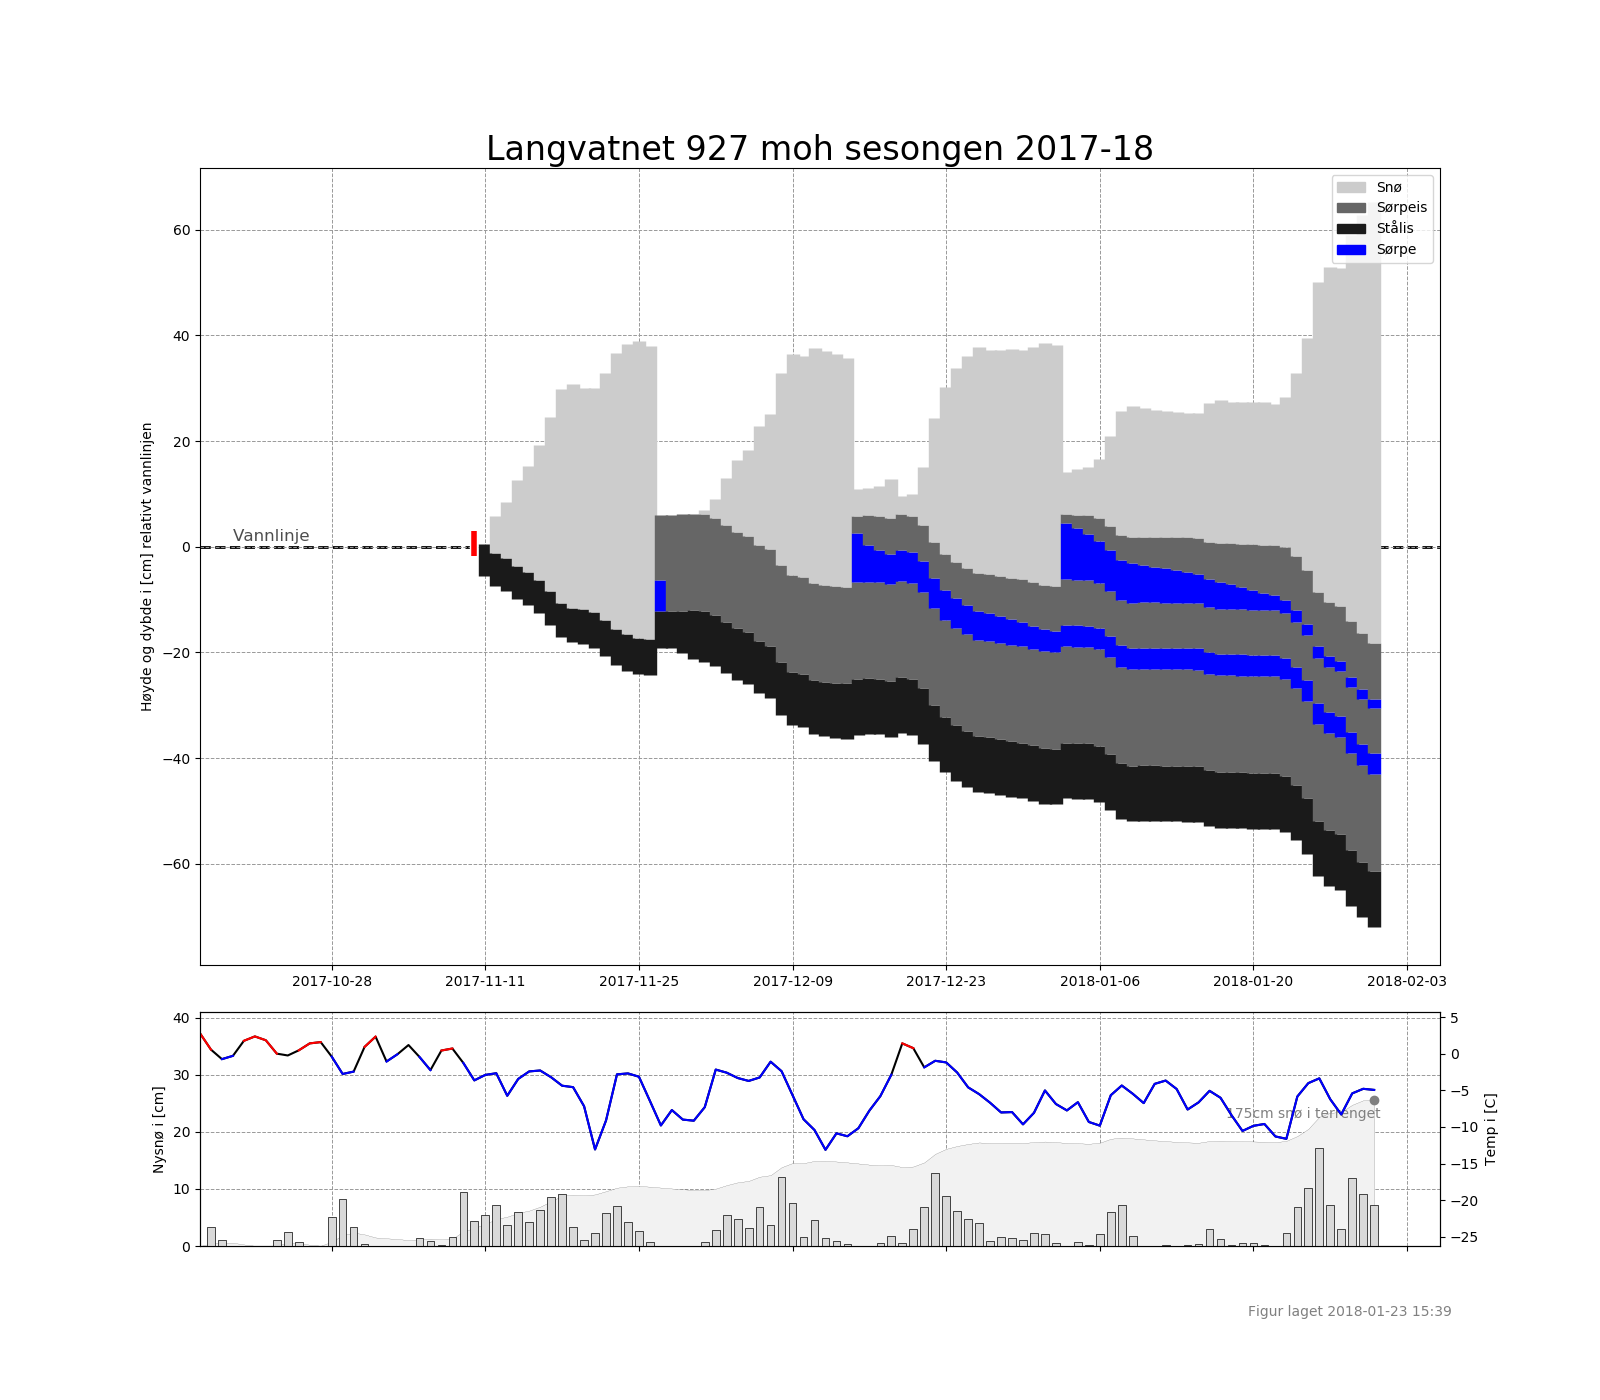 Langvatnet 927 moh sesongen 2017-18
Snø
Sørpeis
Stålis
Sørpe
Høyde og dybde i [cm] relativt vannlinjen
60
40
20
0
−20
−40
−60
Vannlinje
2017-10-28
2017-11-11
2017-11-25
2017-12-09
2017-12-23
2018-01-06
2018-01-20
2018-02-03
Nysnø i [cm]
40
30
20
10
0
175cm snø i terrenget
5
0
−5
−10
−15
−20
−25
Temp i [C]
Figur laget 2018-01-23 15:39